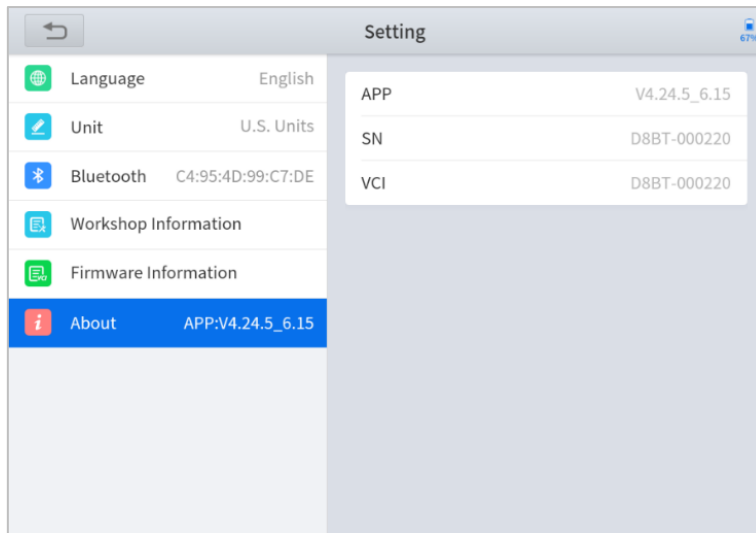 Setting
67%
Language English
Unit U.S. Units
Bluetooth C4:95:4D:99:C7:DE
Workshop Information
Firmware Information
i About APP:V4.24.5_6.15
APP V4.24.5_6.15
SN D8BT-000220
VCI D8BT-000220